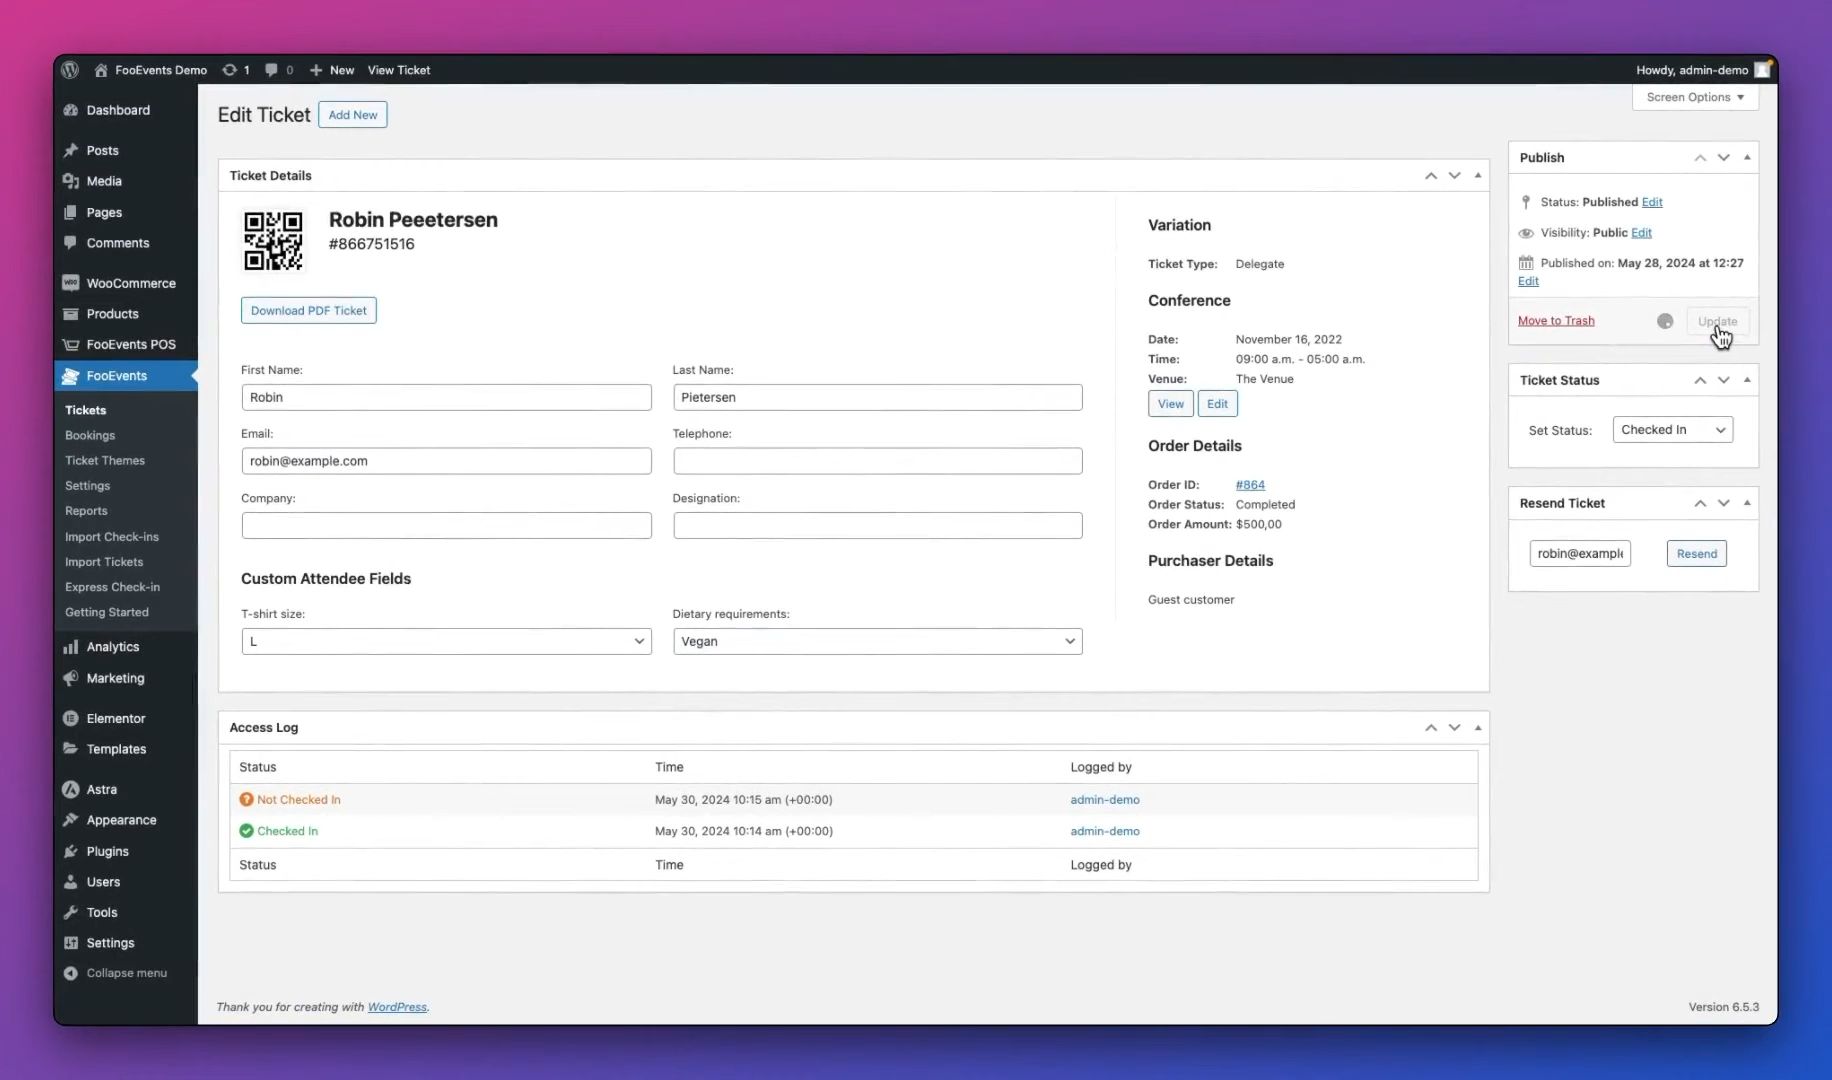 FooEvents Demo 1 0 New View Ticket Howdy, admin-demo
Screen Options
Dashboard
Posts
Media
Pages
Comments
WooCommerce
Products
FooEvents POS
FooEvents
Tickets
Bookings
Ticket Themes
Settings
Reports
Import Check-ins
Import Tickets
Express Check-in
Getting Started
Analytics
Marketing
Elementor
Templates
Astra
Appearance
Plugins
Users
Tools
Settings
Collapse menu
Edit Ticket Add New
Ticket Details
Robin Peeetersen
#866751516
Download PDF Ticket
First Name: Last Name:
Robin Pietersen
Email: Telephone:
robin@example.com
Company: Designation:
Custom Attendee Fields
T-shirt size: Dietary requirements:
L Vegan
Variation
Ticket Type: Delegate
Conference
Date: November 16, 2022
Time: 09:00 a.m. - 05:00 a.m.
Venue: The Venue
View Edit
Order Details
Order ID: #864
Order Status: Completed
Order Amount: $500,00
Purchaser Details
Guest customer
Access Log
Status Time Logged by
Not Checked In May 30, 2024 10:15 am (+00:00) admin-demo
Checked In May 30, 2024 10:14 am (+00:00) admin-demo
Status Time Logged by
Publish
Status: Published Edit
Visibility: Public Edit
Published on: May 28, 2024 at 12:27
Edit
Move to Trash Update
Ticket Status
Set Status: Checked In
Resend Ticket
robin@example Resend
Thank you for creating with WordPress. Version 6.5.3